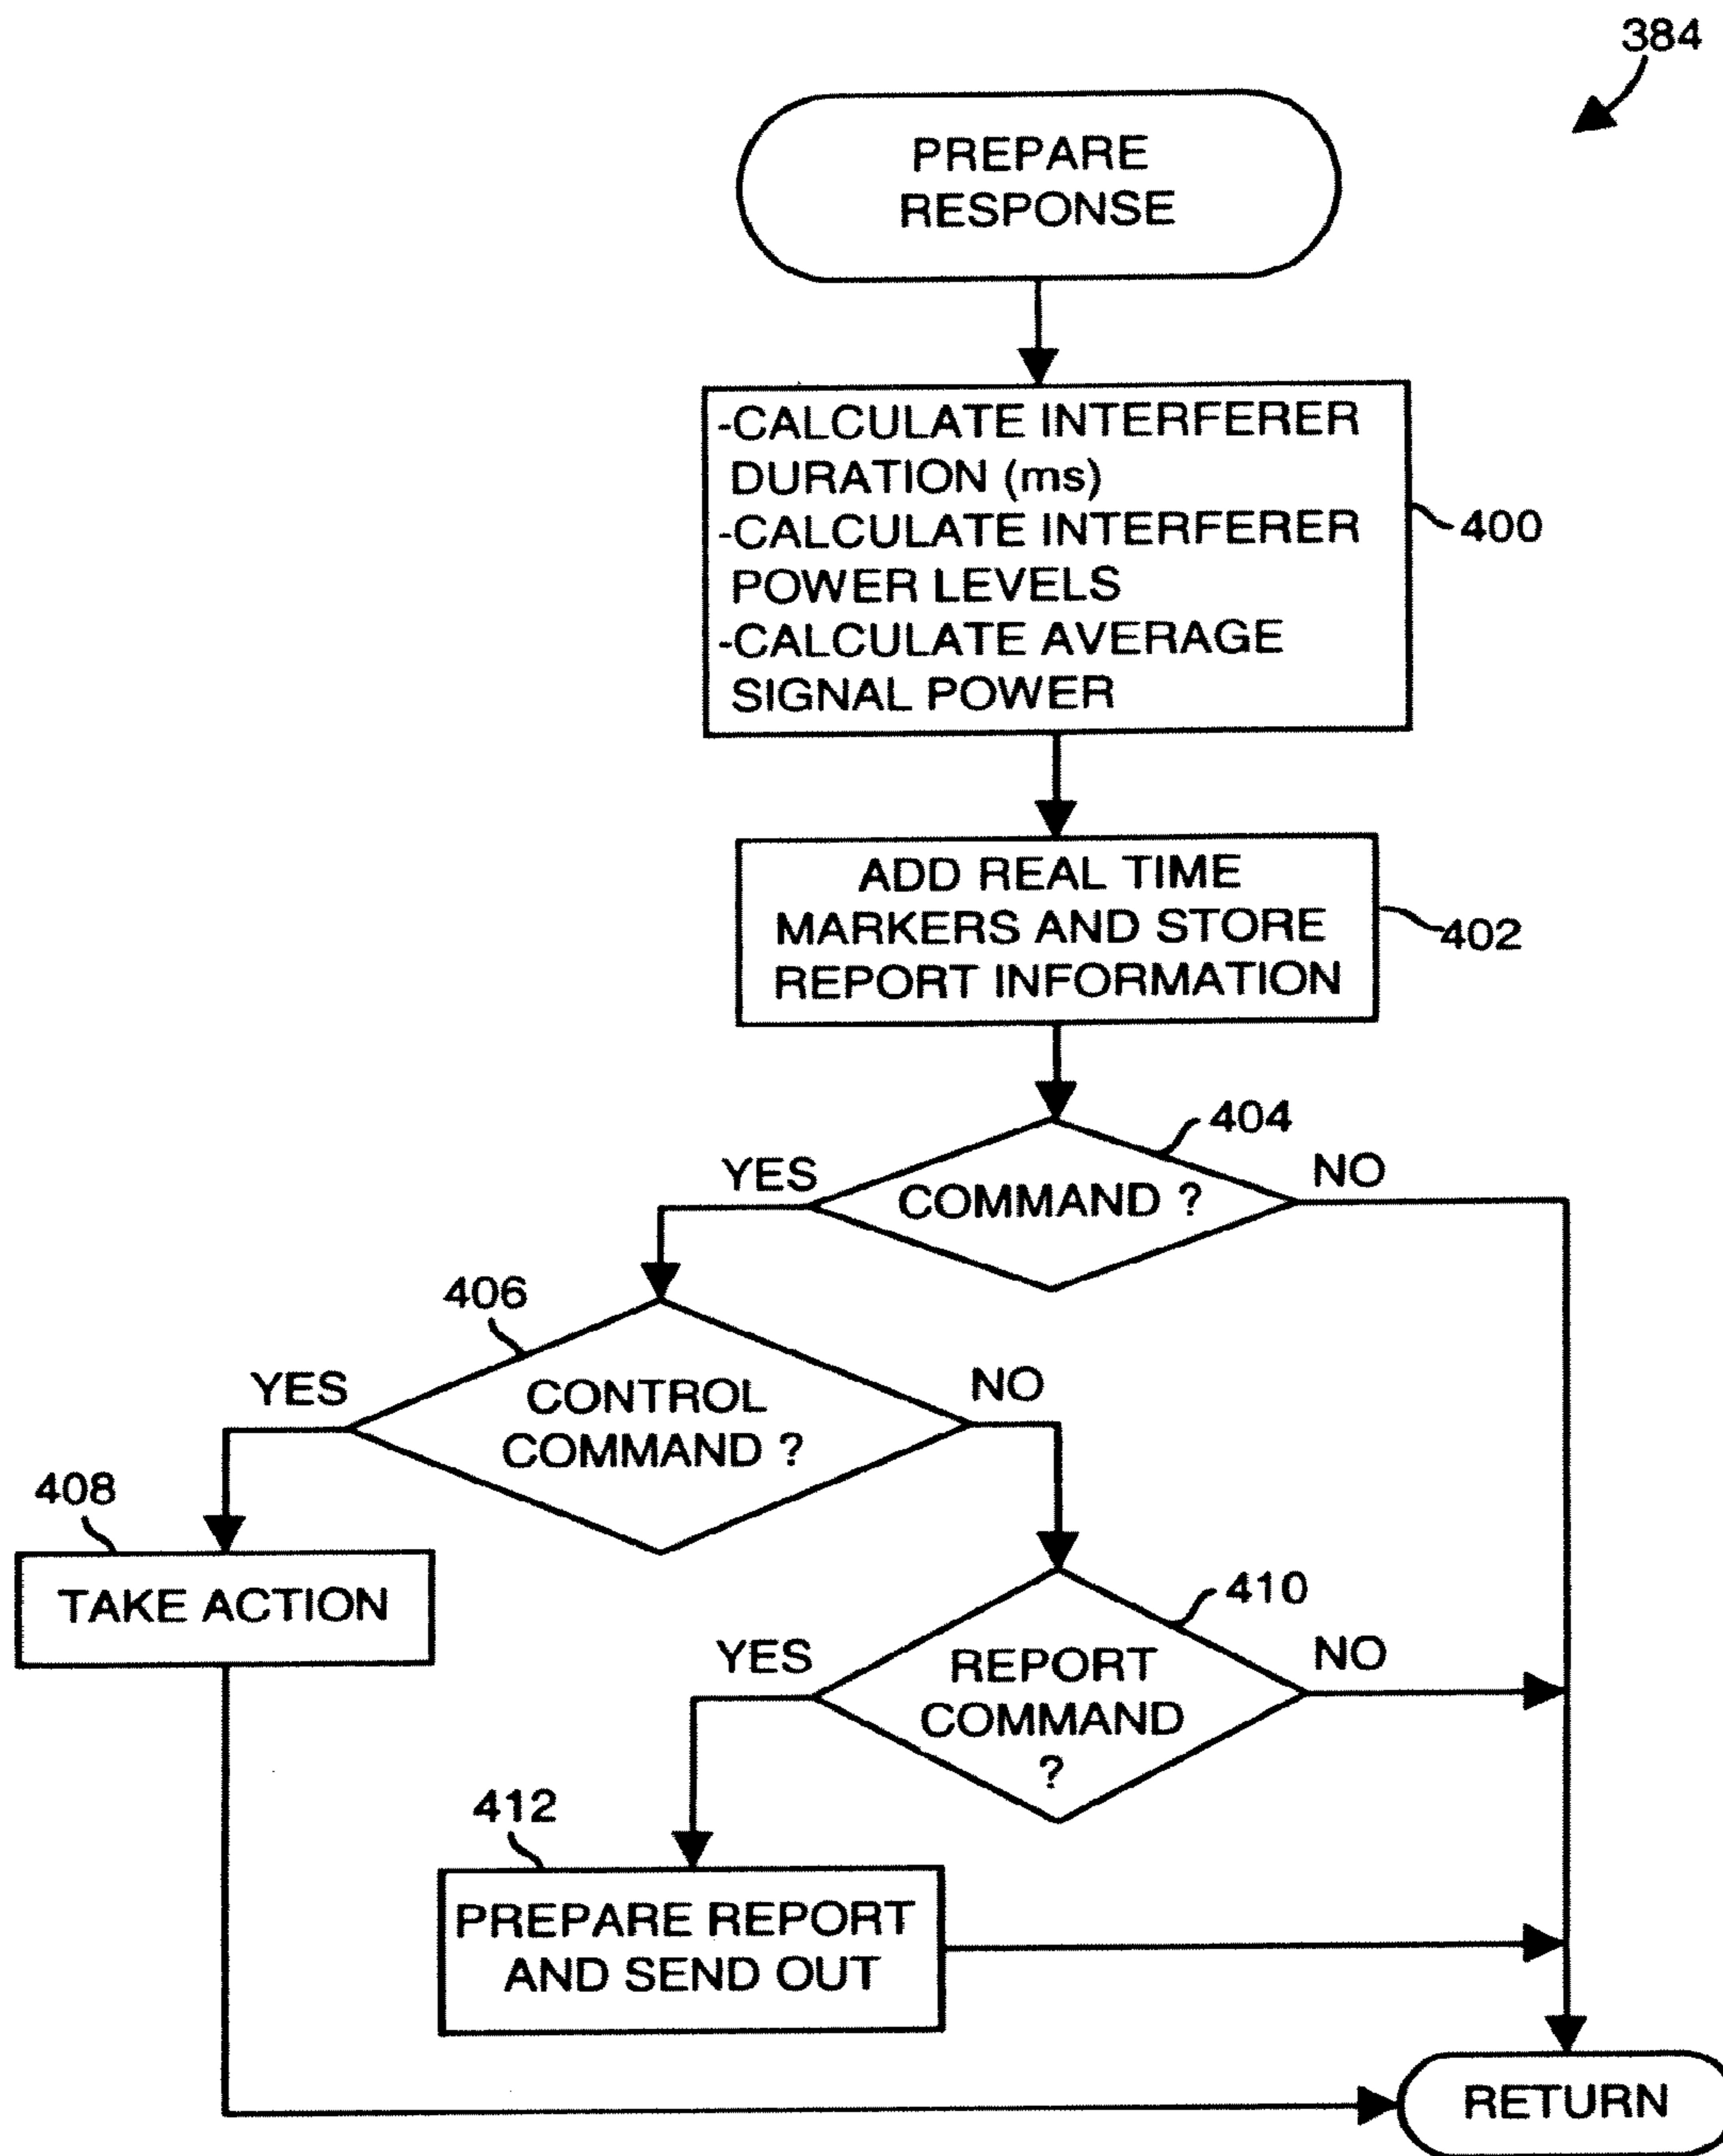 384
PREPARE
RESPONSE
-CALCULATE INTERFERER
DURATION (ms)
-CALCULATE INTERFERER
POWER LEVELS
-CALCULATE AVERAGE
SIGNAL POWER
400
ADD REAL TIME
MARKERS AND STORE
REPORT INFORMATION
402
404
YES
COMMAND ?
NO
406
YES
CONTROL
COMMAND ?
NO
408
TAKE ACTION
410
YES
REPORT
COMMAND
?
NO
412
PREPARE REPORT
AND SEND OUT
RETURN